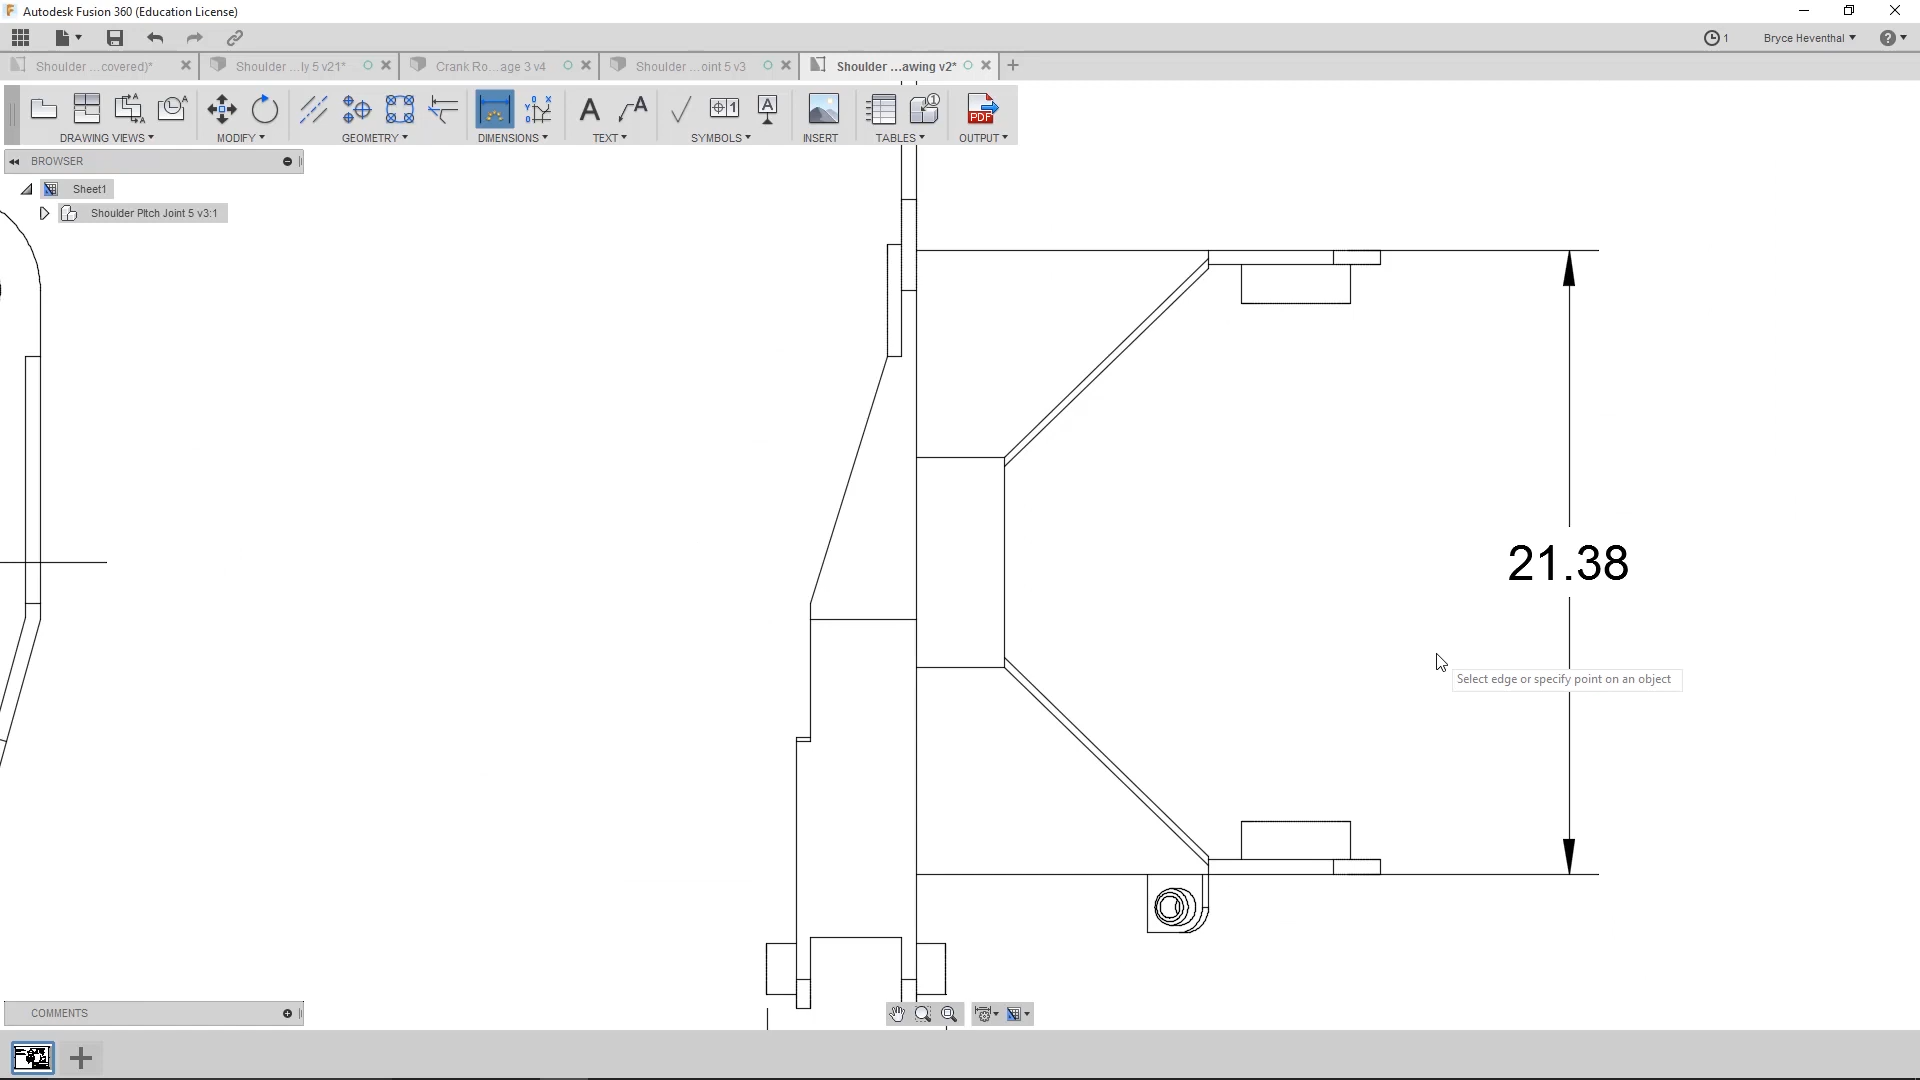 Autodesk Fusion 360 (Education License)
1
Bryce Heventhal
Shoulder ...covered)*
Shoulder ...ly 5 v21*
Crank Ro...age 3 v4
Shoulder ...oint 5 v3
Shoulder ...awing v2*
DRAWING VIEWS
MODIFY
GEOMETRY
DIMENSIONS
TEXT
SYMBOLS
INSERT
TABLES
OUTPUT
PDF
BROWSER
Sheet1
Shoulder Pitch Joint 5 v3:1
21.38
Select edge or specify point on an object
COMMENTS